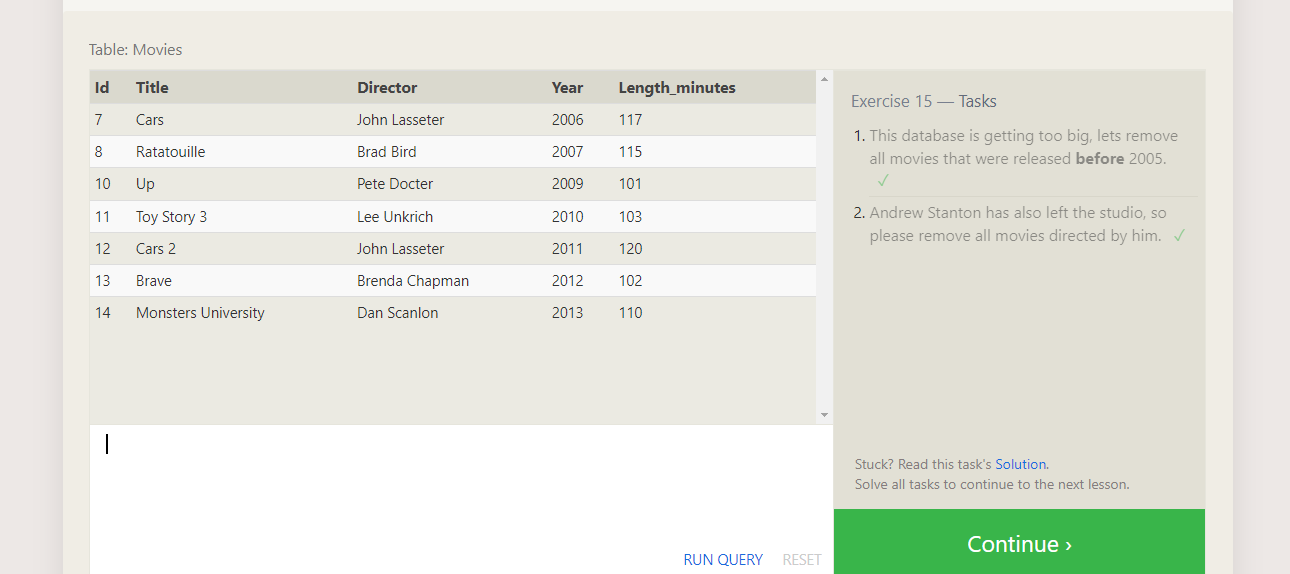 Table: Movies
Id Title Director Year Length_minutes
7 Cars John Lasseter 2006 117
8 Ratatouille Brad Bird 2007 115
10 Up Pete Docter 2009 101
11 Toy Story 3 Lee Unkrich 2010 103
12 Cars 2 John Lasseter 2011 120
13 Brave Brenda Chapman 2012 102
14 Monsters University Dan Scanlon 2013 110
RUN QUERY RESET
Exercise 15 — Tasks
1. This database is getting too big, lets remove
all movies that were released before 2005.
✓
2. Andrew Stanton has also left the studio, so
please remove all movies directed by him. ✓
Stuck? Read this task's Solution.
Solve all tasks to continue to the next lesson.
Continue ›